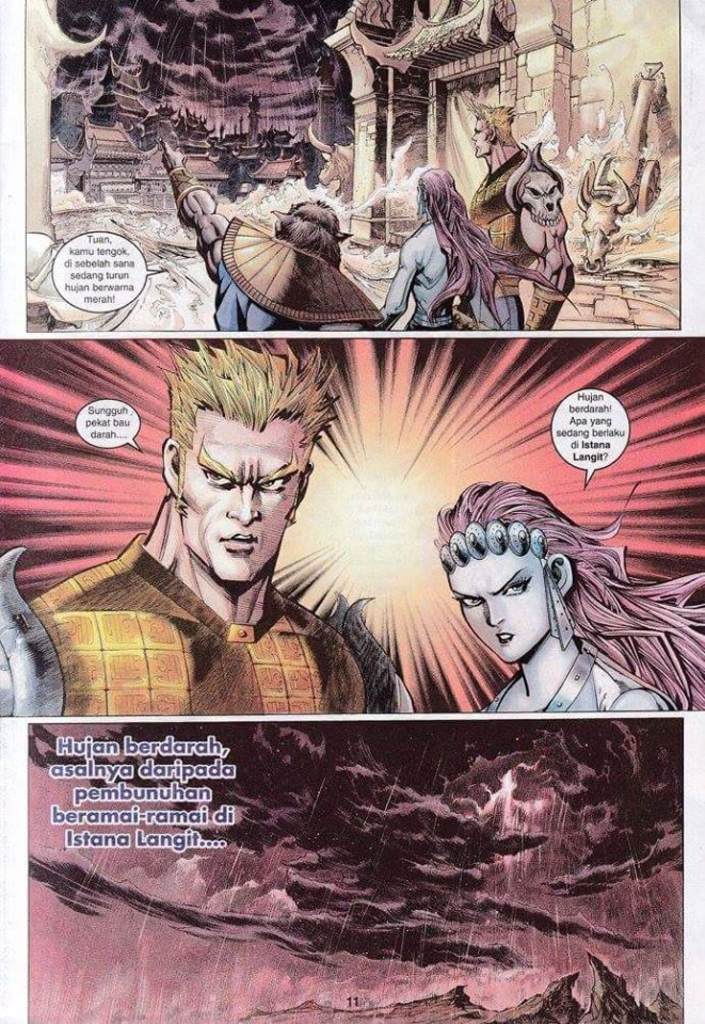 Tuan,
kamu tengok,
di sebelah sana
sedang turun
hujan berwarna
merah!
Sungguh
pekat bau
darah....
Hujan
berdarah!
Apa yang
sedang berlaku
di Istana
Langit?
Hujan berdarah,
asalnya daripada
pembunuhan
beramai-ramai di
Istana Langit....
11